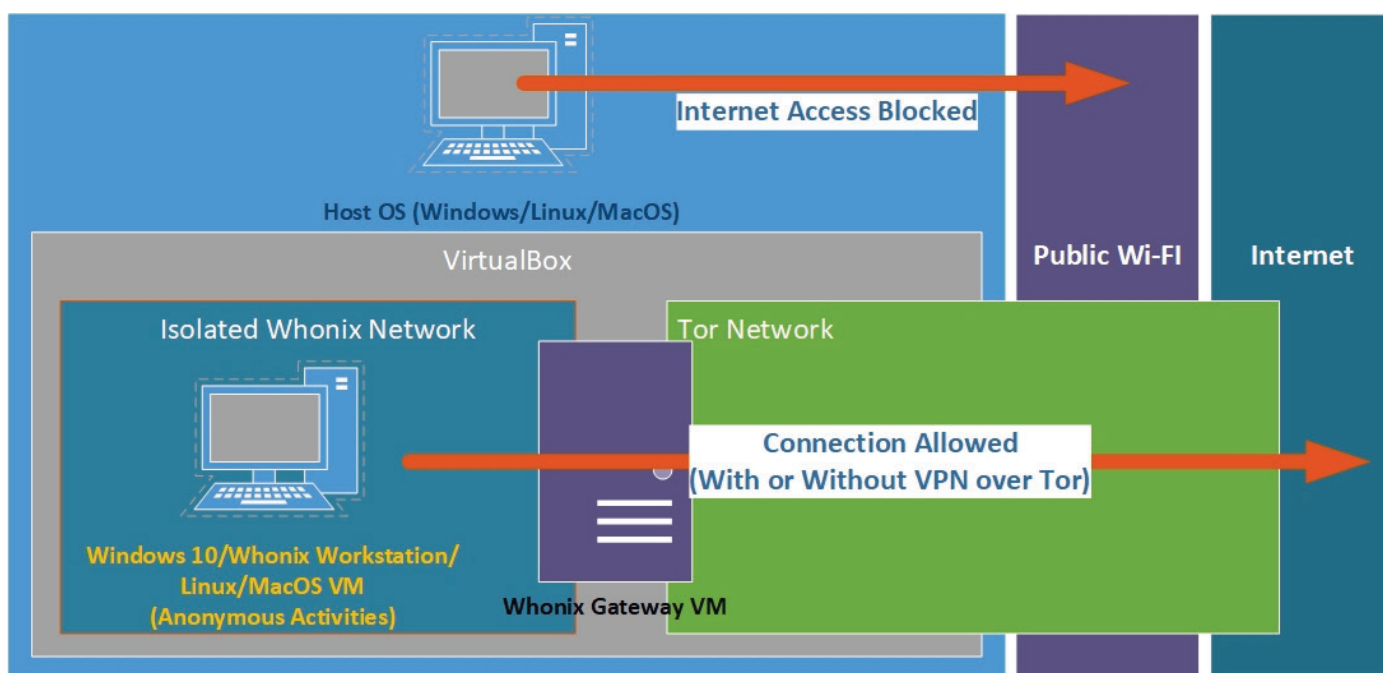 Internet Access Blocked
Host OS (Windows/Linux/MacOS)
VirtualBox
Public Wi-FI
Internet
Isolated Whonix Network
Tor Network
Connection Allowed
(With or Without VPN over Tor)
Windows 10/Whonix Workstation/
Linux/MacOS VM
(Anonymous Activities)
Whonix Gateway VM